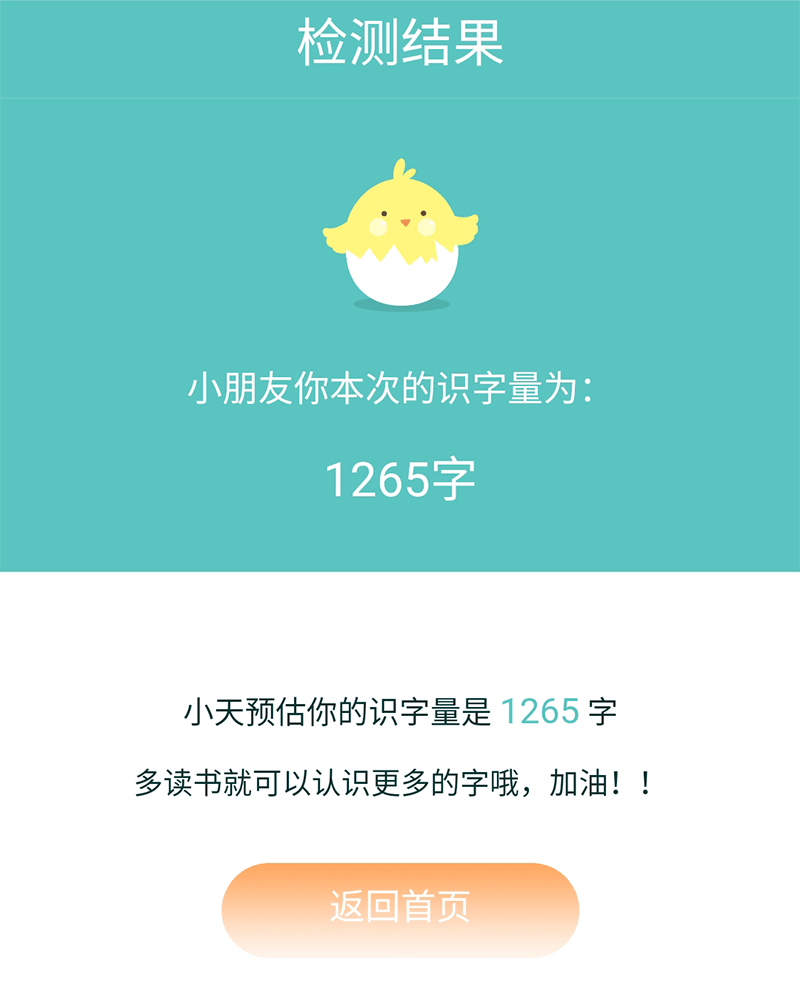 检测结果
小朋友你本次的识字量为：
1265字
小天预估你的识字量是 1265 字
多读书就可以认识更多的字哦，加油！！
返回首页